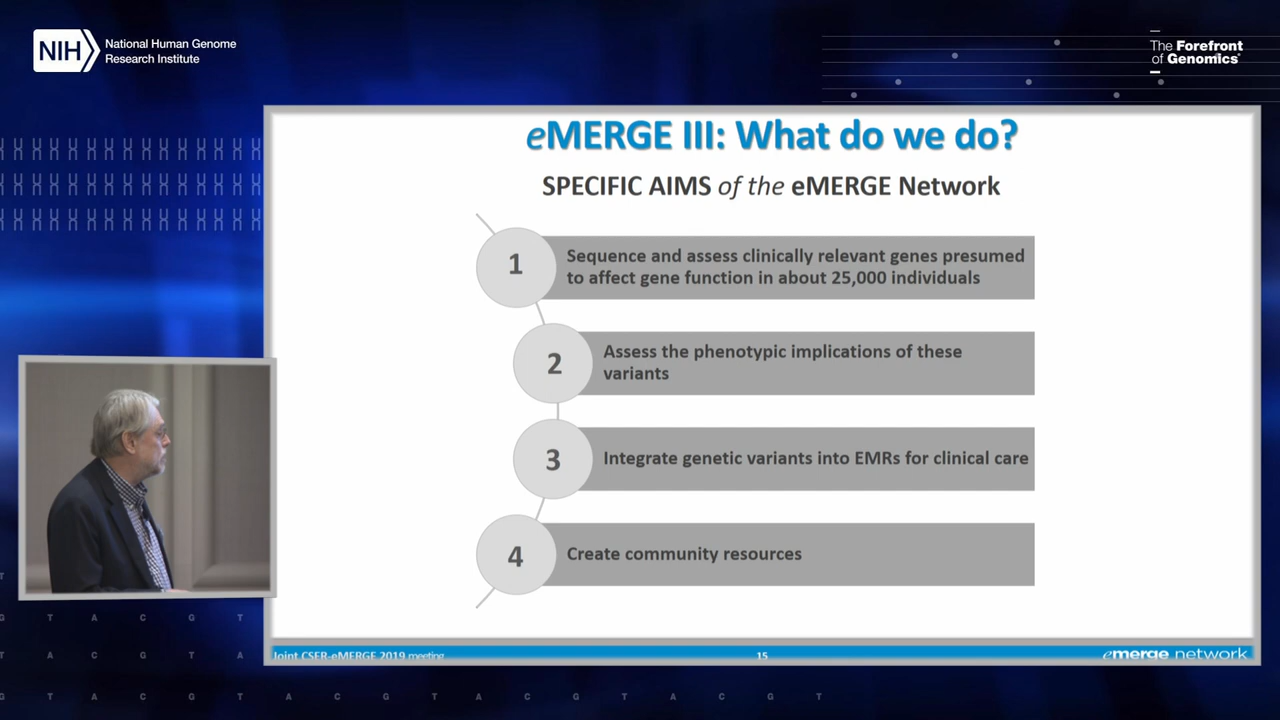 NIH
National Human Genome
Research Institute
The Forefront
of Genomics®
eMERGE III: What do we do?
SPECIFIC AIMS of the eMERGE Network
1
Sequence and assess clinically relevant genes presumed
to affect gene function in about 25,000 individuals
2
Assess the phenotypic implications of these
variants
3
Integrate genetic variants into EMRs for clinical care
4
Create community resources
Joint CSER-eMERGE 2019 meeting
15
emerge network
T
G T A C G T
T A C G T A
G T A C G T A C G T A C G T A C G T